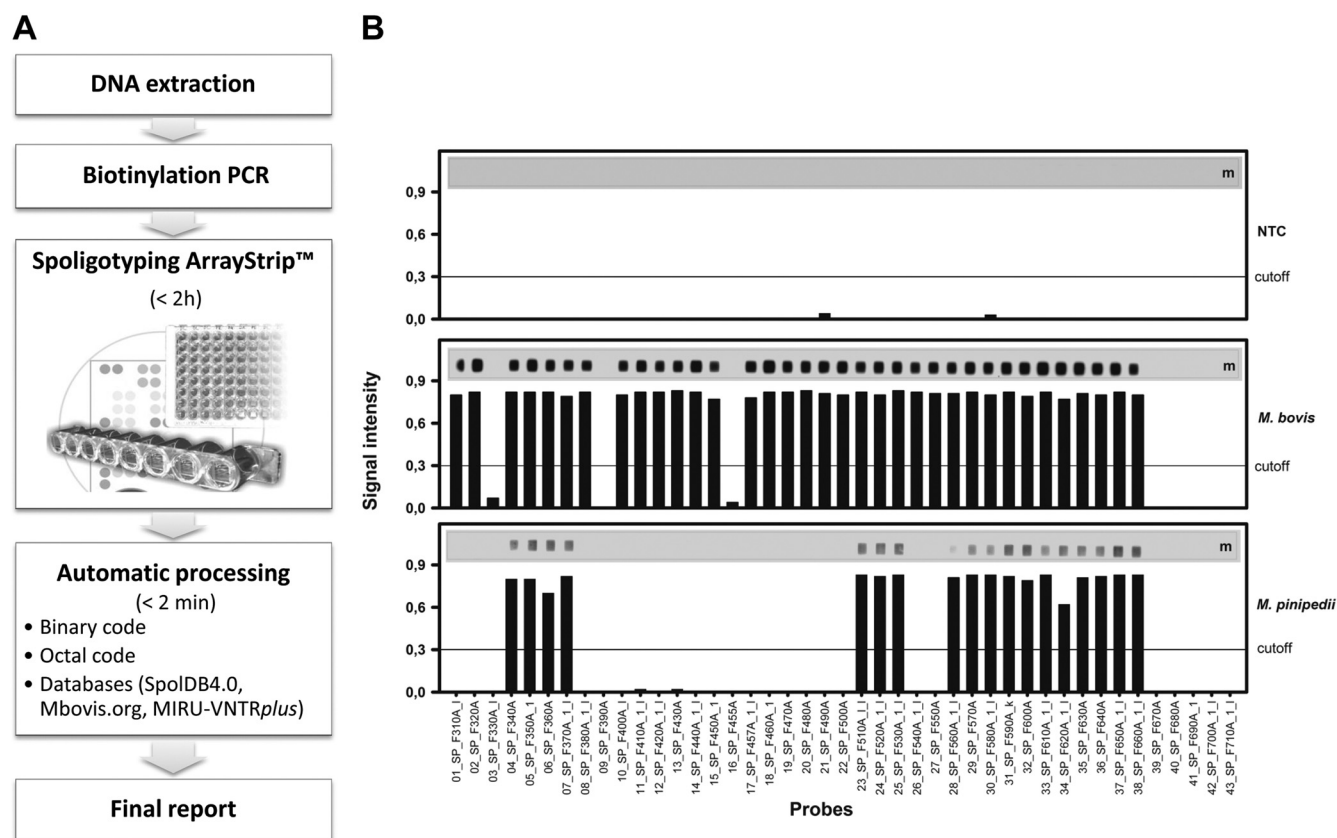 A
DNA extraction
Biotinylation PCR
Spoligotyping ArrayStrip™
(< 2h)
Automatic processing
(< 2 min)
• Binary code
• Octal code
• Databases (SpolDB4.0,
Mbovis.org, MIRU-VNTRplus)
Final report
B
Signal intensity
m
0,9
0,6
0,3
0,0
NTC
cutoff
m
0,9
0,6
0,3
0,0
M. bovis
cutoff
m
0,9
0,6
0,3
0,0
M. pinipedii
cutoff
01_SP_F310A_I_I
02_SP_F320A
03_SP_F330A_I
04_SP_F340A
05_SP_F350A_1
06_SP_F360A
07_SP_F370A_1_I
08_SP_F380A_1_I
09_SP_F390A
10_SP_F400A_I
11_SP_F410A_1_I
12_SP_F420A_1_I
13_SP_F430A
14_SP_F440A_1_I
15_SP_F450A_1
16_SP_F455A
17_SP_F457A_1_I
18_SP_F460A_1
19_SP_F470A
20_SP_F480A
21_SP_F490A
22_SP_F500A
23_SP_F510A_I_I
24_SP_F520A_1_I
25_SP_F530A_1_I
26_SP_F540A_1_I
27_SP_F550A
28_SP_F560A_1_I
29_SP_F570A
30_SP_F580A_1_I
31_SP_F590A_k
32_SP_F600A
33_SP_F610A_1_I
34_SP_F620A_1_I
35_SP_F630A
36_SP_F640A
37_SP_F650A_1_I
38_SP_F660A_1_I
39_SP_F670A
40_SP_F680A
41_SP_F690A_1
42_SP_F700A_1_I
43_SP_F710A_1_I
Probes